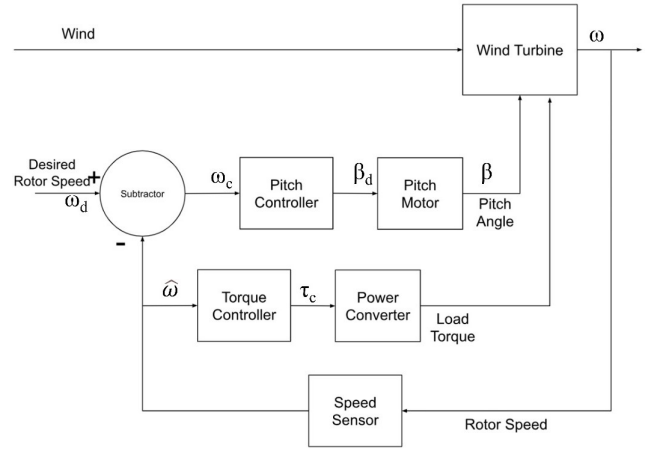 Wind
Wind Turbine
ω
Desired
Rotor Speed
+
ω_d
Subtractor
-
ω_c
Pitch
Controller
β_d
Pitch
Motor
β
Pitch
Angle
ω̂
Torque
Controller
τ_c
Power
Converter
Load
Torque
Speed
Sensor
Rotor Speed